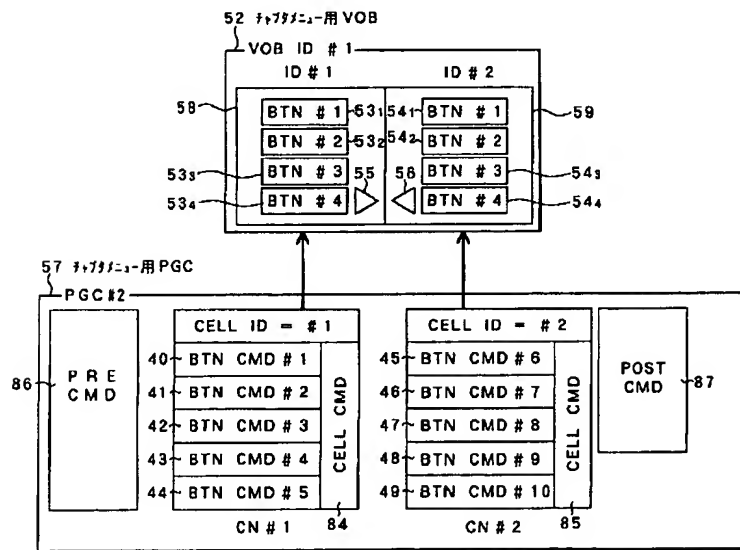 52 チャプタメニュー用VOB
VOB ID #1
ID#1 ID#2
58 59
BTN #1 53₁ 54₁ BTN #1
BTN #2 53₂ 54₂ BTN #2
53₃ BTN #3 55 56 BTN #3 54₃
53₄ BTN #4 BTN #4 54₄
57 チャプタメニュー用PGC
PGC#2
86 PRE CMD
CELL ID = #1
40 BTN CMD #1
41 BTN CMD #2
42 BTN CMD #3
43 BTN CMD #4
44 BTN CMD #5
CELL CMD
CN#1 84
CELL ID = #2
45 BTN CMD #6
46 BTN CMD #7
47 BTN CMD #8
48 BTN CMD #9
49 BTN CMD #10
CELL CMD
CN#2 85
POST CMD 87